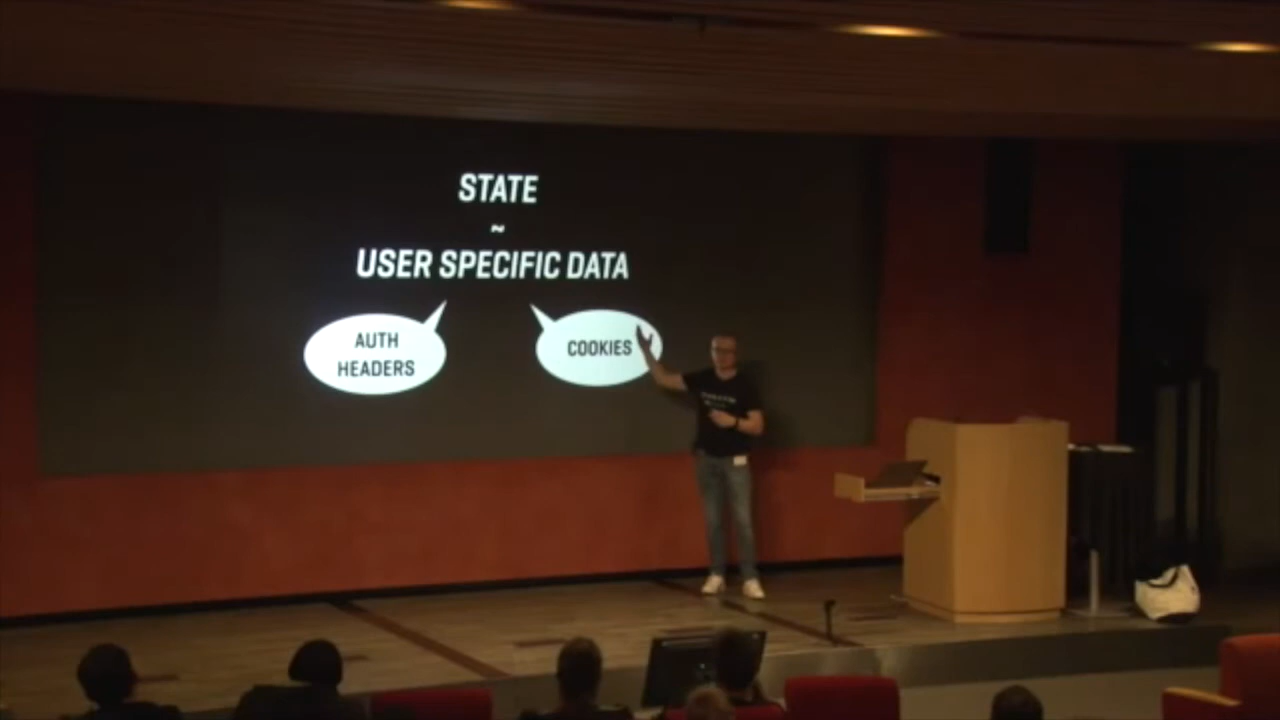 STATE
~
USER SPECIFIC DATA
AUTH
HEADERS
COOKIES